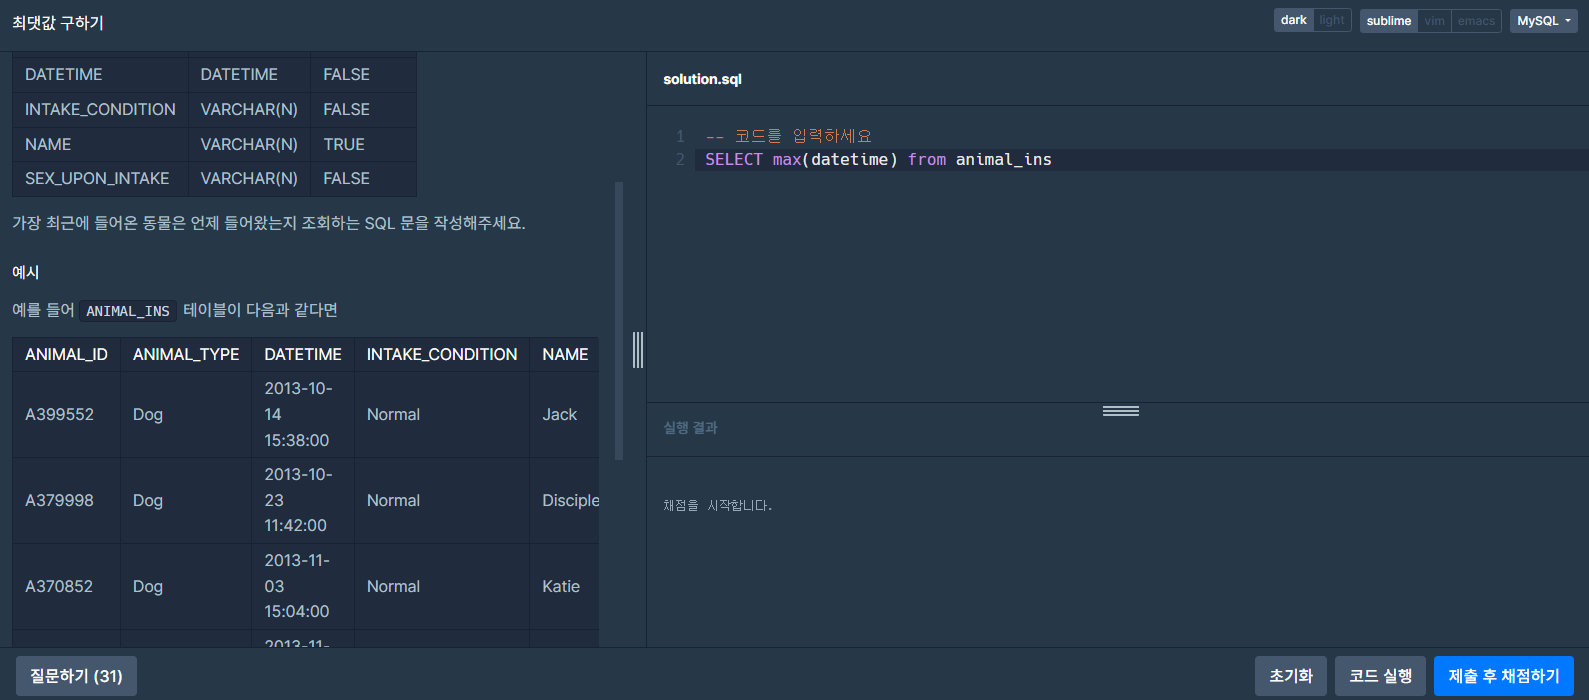 최댓값 구하기
dark light
sublime vim emacs
MySQL
DATETIME DATETIME FALSE
INTAKE_CONDITION VARCHAR(N) FALSE
NAME VARCHAR(N) TRUE
SEX_UPON_INTAKE VARCHAR(N) FALSE
가장 최근에 들어온 동물은 언제 들어왔는지 조회하는 SQL 문을 작성해주세요.
예시
예를 들어 ANIMAL_INS 테이블이 다음과 같다면
ANIMAL_ID ANIMAL_TYPE DATETIME INTAKE_CONDITION NAME
A399552 Dog 2013-10-14 15:38:00 Normal Jack
A379998 Dog 2013-10-23 11:42:00 Normal Disciple
A370852 Dog 2013-11-03 15:04:00 Normal Katie
2013-11-
solution.sql
1 -- 코드를 입력하세요
2 SELECT max(datetime) from animal_ins
실행 결과
채점을 시작합니다.
질문하기 (31)
초기화
코드 실행
제출 후 채점하기